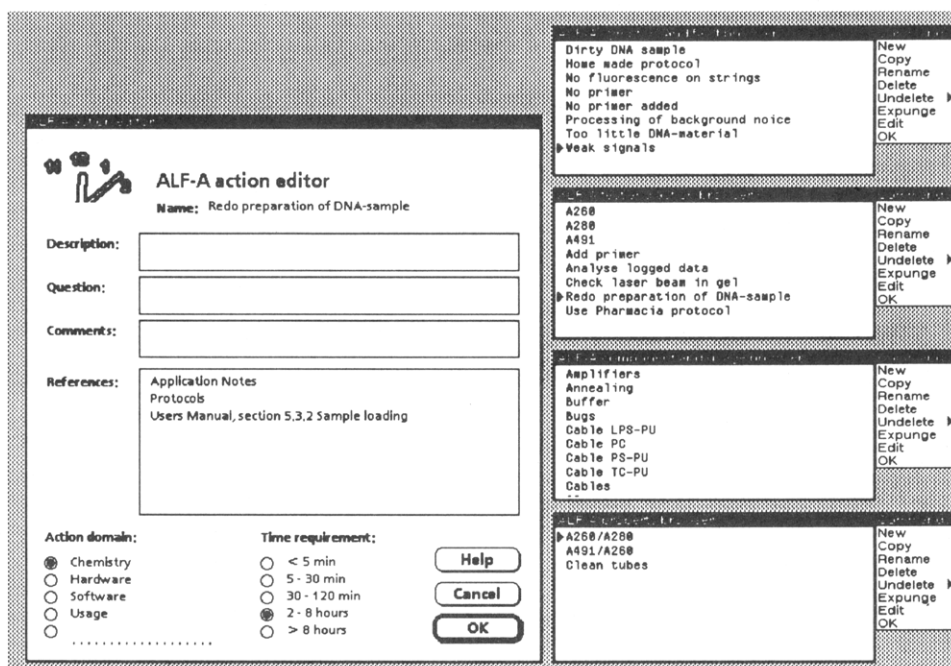 ALF-A action editor
Name: Redo preparation of DNA-sample
Description:
Question:
Comments:
References:
Application Notes
Protocols
Users Manual, section 5.3.2 Sample loading
Action domain:
Chemistry
Hardware
Software
Usage
Time requirement:
< 5 min
5 - 30 min
30 - 120 min
2 - 8 hours
> 8 hours
Help
Cancel
OK
Dirty DNA sample
Home made protocol
No fluorescence on strings
No primer
No primer added
Processing of background noice
Too little DNA-material
Weak signals
New
Copy
Rename
Delete
Undelete
Expunge
Edit
OK
A260
A280
A491
Add primer
Analyse logged data
Check laser beam in gel
Redo preparation of DNA-sample
Use Pharmacia protocol
New
Copy
Rename
Delete
Undelete
Expunge
Edit
OK
Amplifiers
Annealing
Buffer
Bugs
Cable LPS-PU
Cable PC
Cable PS-PU
Cable TC-PU
Cables
New
Copy
Rename
Delete
Undelete
Expunge
Edit
OK
A260/A280
A491/A260
Clean tubes
New
Copy
Rename
Delete
Undelete
Expunge
Edit
OK